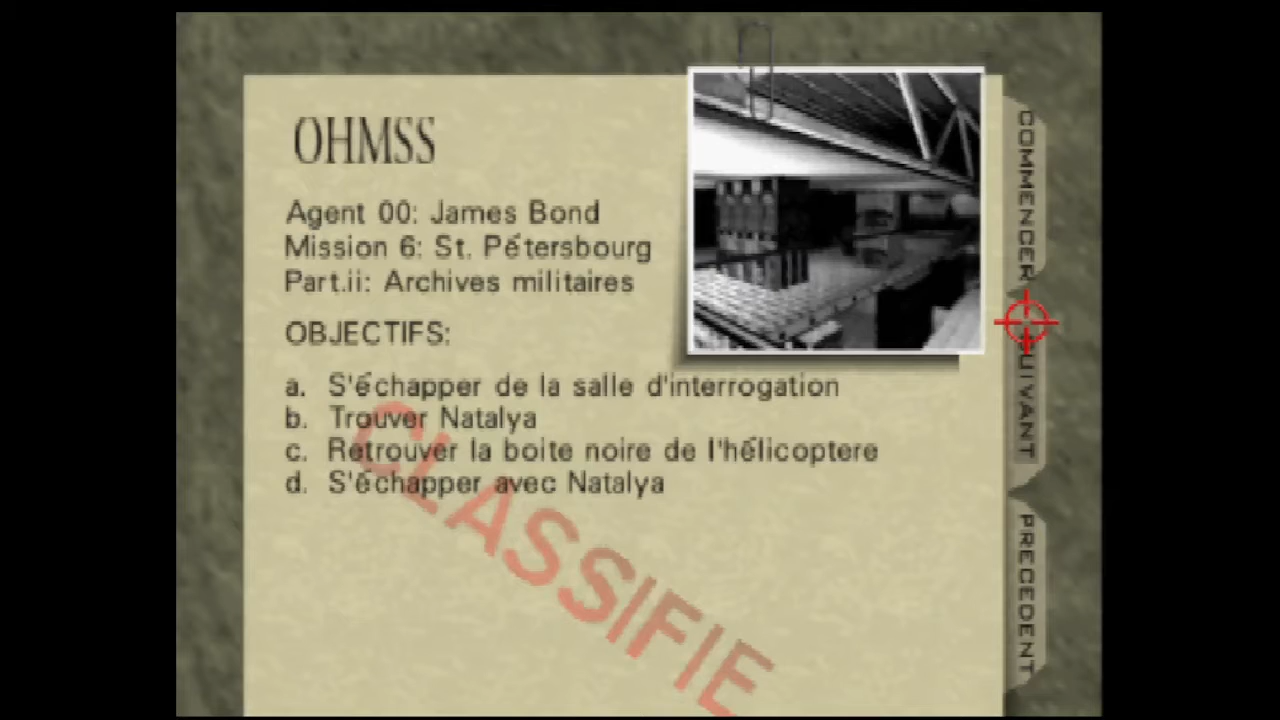 OHMSS
Agent 00: James Bond
Mission 6: St. Pétersbourg
Part.ii: Archives militaires
OBJECTIFS:
a. S'échapper de la salle d'interrogation
b. Trouver Natalya
c. Retrouver la boite noire de l'hélicoptere
d. S'échapper avec Natalya
CLASSIFIE
COMMENCER
SUIVANT
PRECEDENT